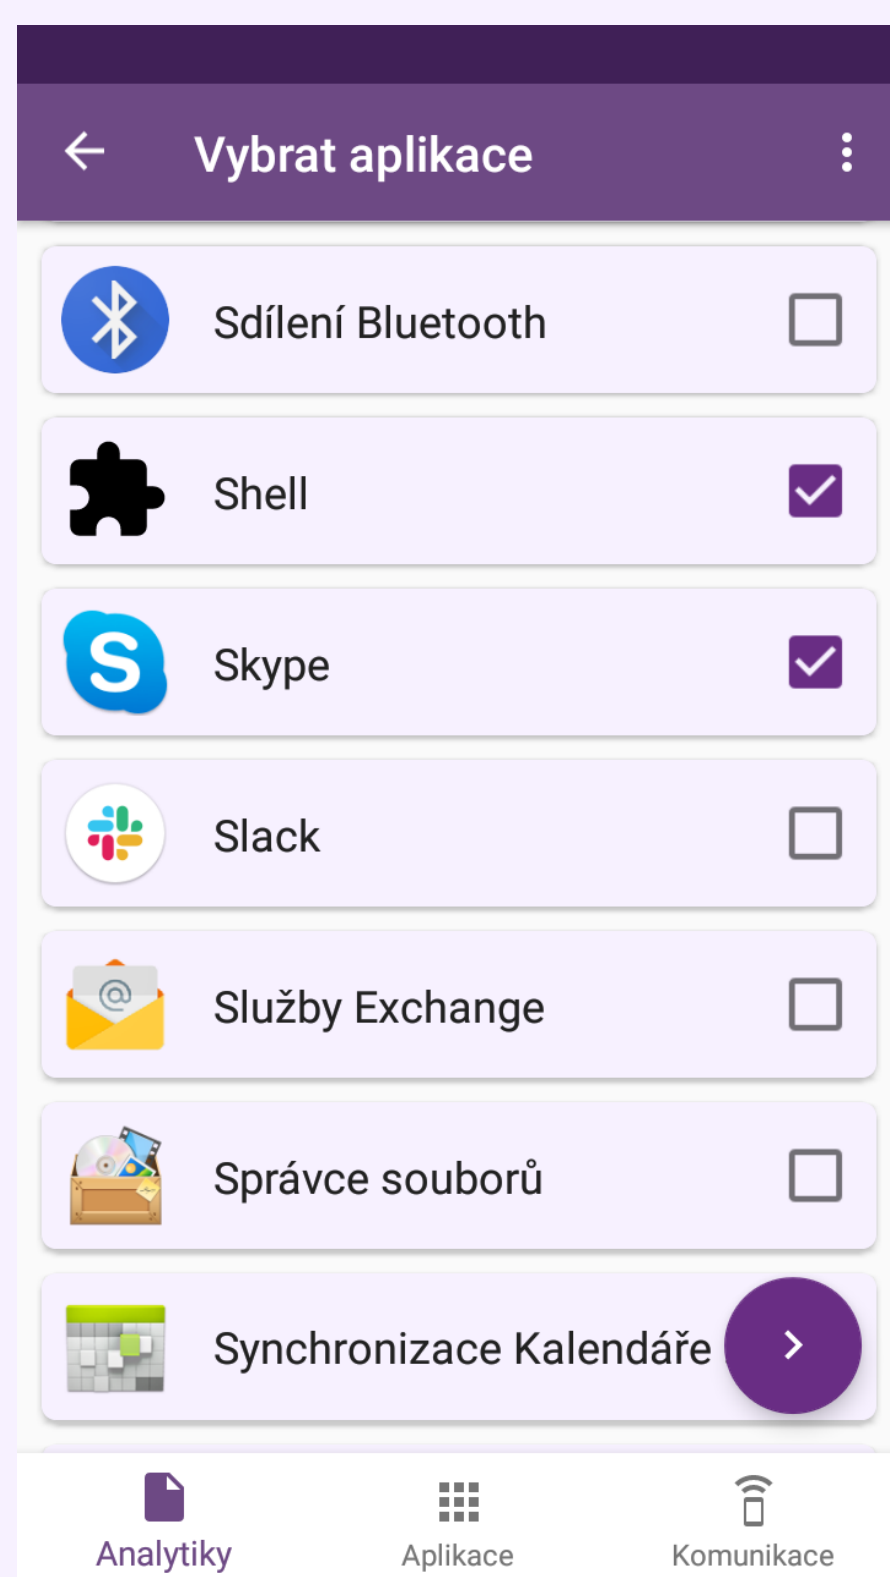 Vybrat aplikace
Sdílení Bluetooth
Shell
Skype
Slack
Služby Exchange
Správce souborů
Synchronizace Kalendáře
Analytiky
Aplikace
Komunikace